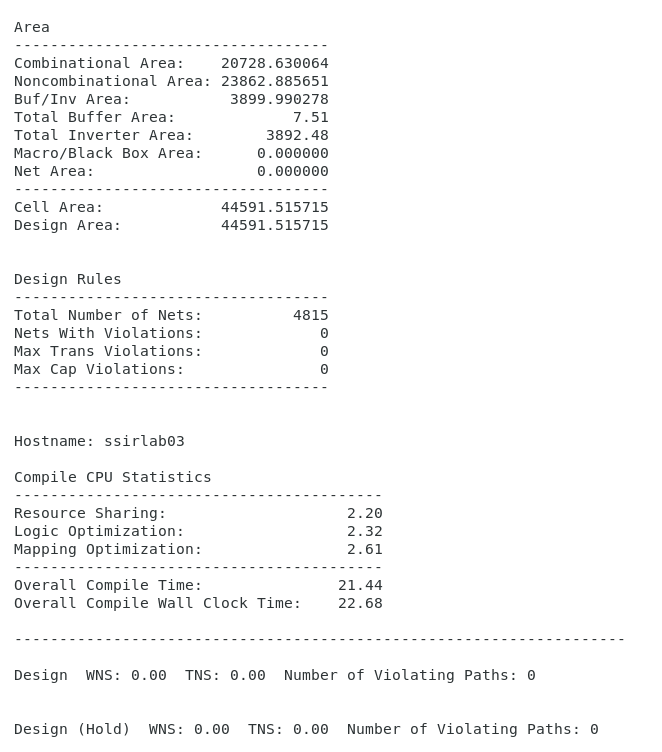 Area
-----------------------------------
Combinational Area:    20728.630064
Noncombinational Area: 23862.885651
Buf/Inv Area:           3899.990278
Total Buffer Area:             7.51
Total Inverter Area:        3892.48
Macro/Black Box Area:      0.000000
Net Area:                  0.000000
-----------------------------------
Cell Area:             44591.515715
Design Area:           44591.515715
Design Rules
-----------------------------------
Total Number of Nets:          4815
Nets With Violations:             0
Max Trans Violations:             0
Max Cap Violations:               0
-----------------------------------
Hostname: ssirlab03
Compile CPU Statistics
-----------------------------------------
Resource Sharing:                    2.20
Logic Optimization:                  2.32
Mapping Optimization:                2.61
-----------------------------------------
Overall Compile Time:               21.44
Overall Compile Wall Clock Time:    22.68
--------------------------------------------------------------------
Design  WNS: 0.00  TNS: 0.00  Number of Violating Paths: 0
Design (Hold)  WNS: 0.00  TNS: 0.00  Number of Violating Paths: 0